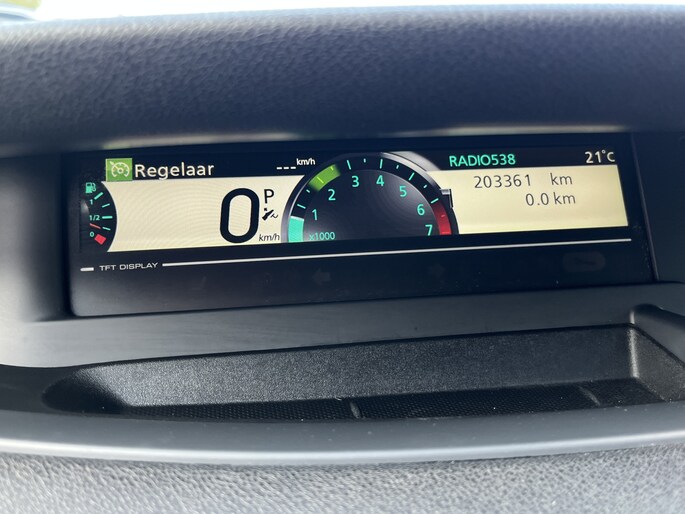 Regelaar ---km/h RADIO538 21°C
1/2 0
0 P km/h
1 2 3 4 5 6 7 x1000
203361 km
0.0 km
TFT DISPLAY